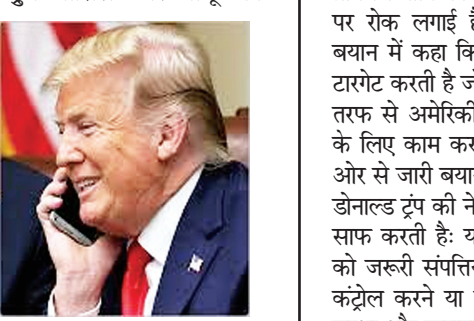 पर रोक लगाई है
बयान में कहा कि
टारगेट करती है जो
तरफ से अमेरिकी
के लिए काम कर
ओर से जारी बयान
डोनाल्ड ट्रंप की ने
साफ करती हैः य
को जरूरी संपत्तिय
कंट्रोल करने या